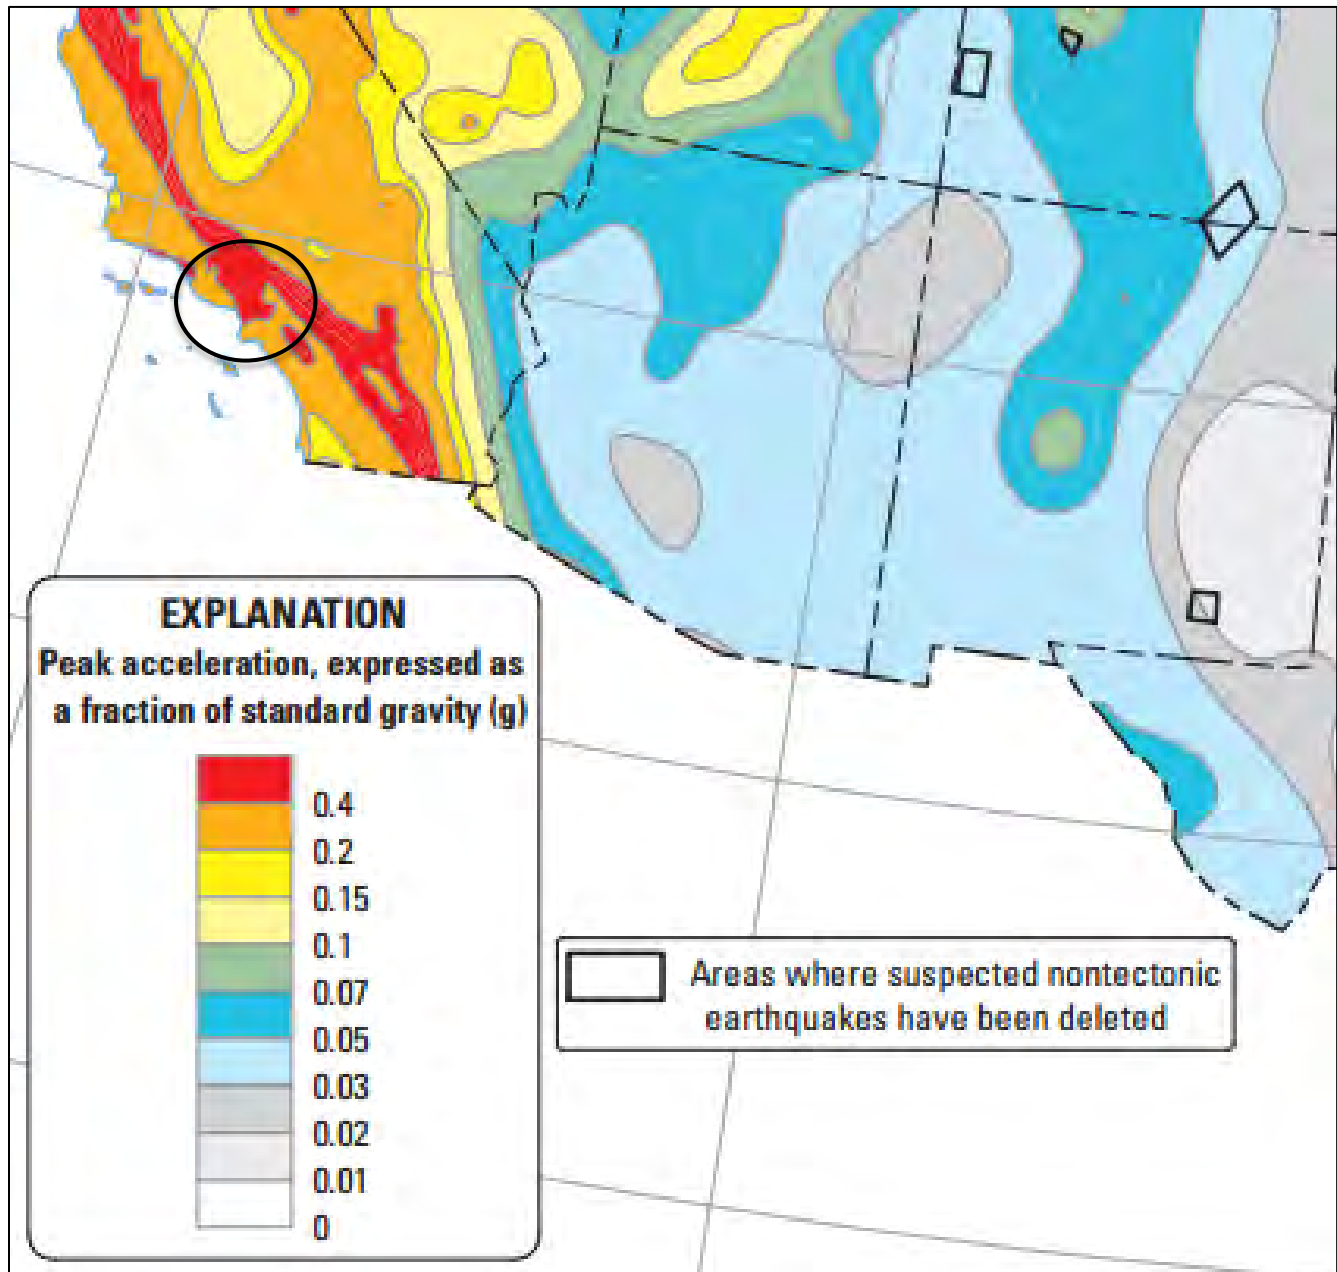 EXPLANATION
Peak acceleration, expressed as
a fraction of standard gravity (g)
0.4
0.2
0.15
0.1
0.07
0.05
0.03
0.02
0.01
0
Areas where suspected nontectonic
earthquakes have been deleted